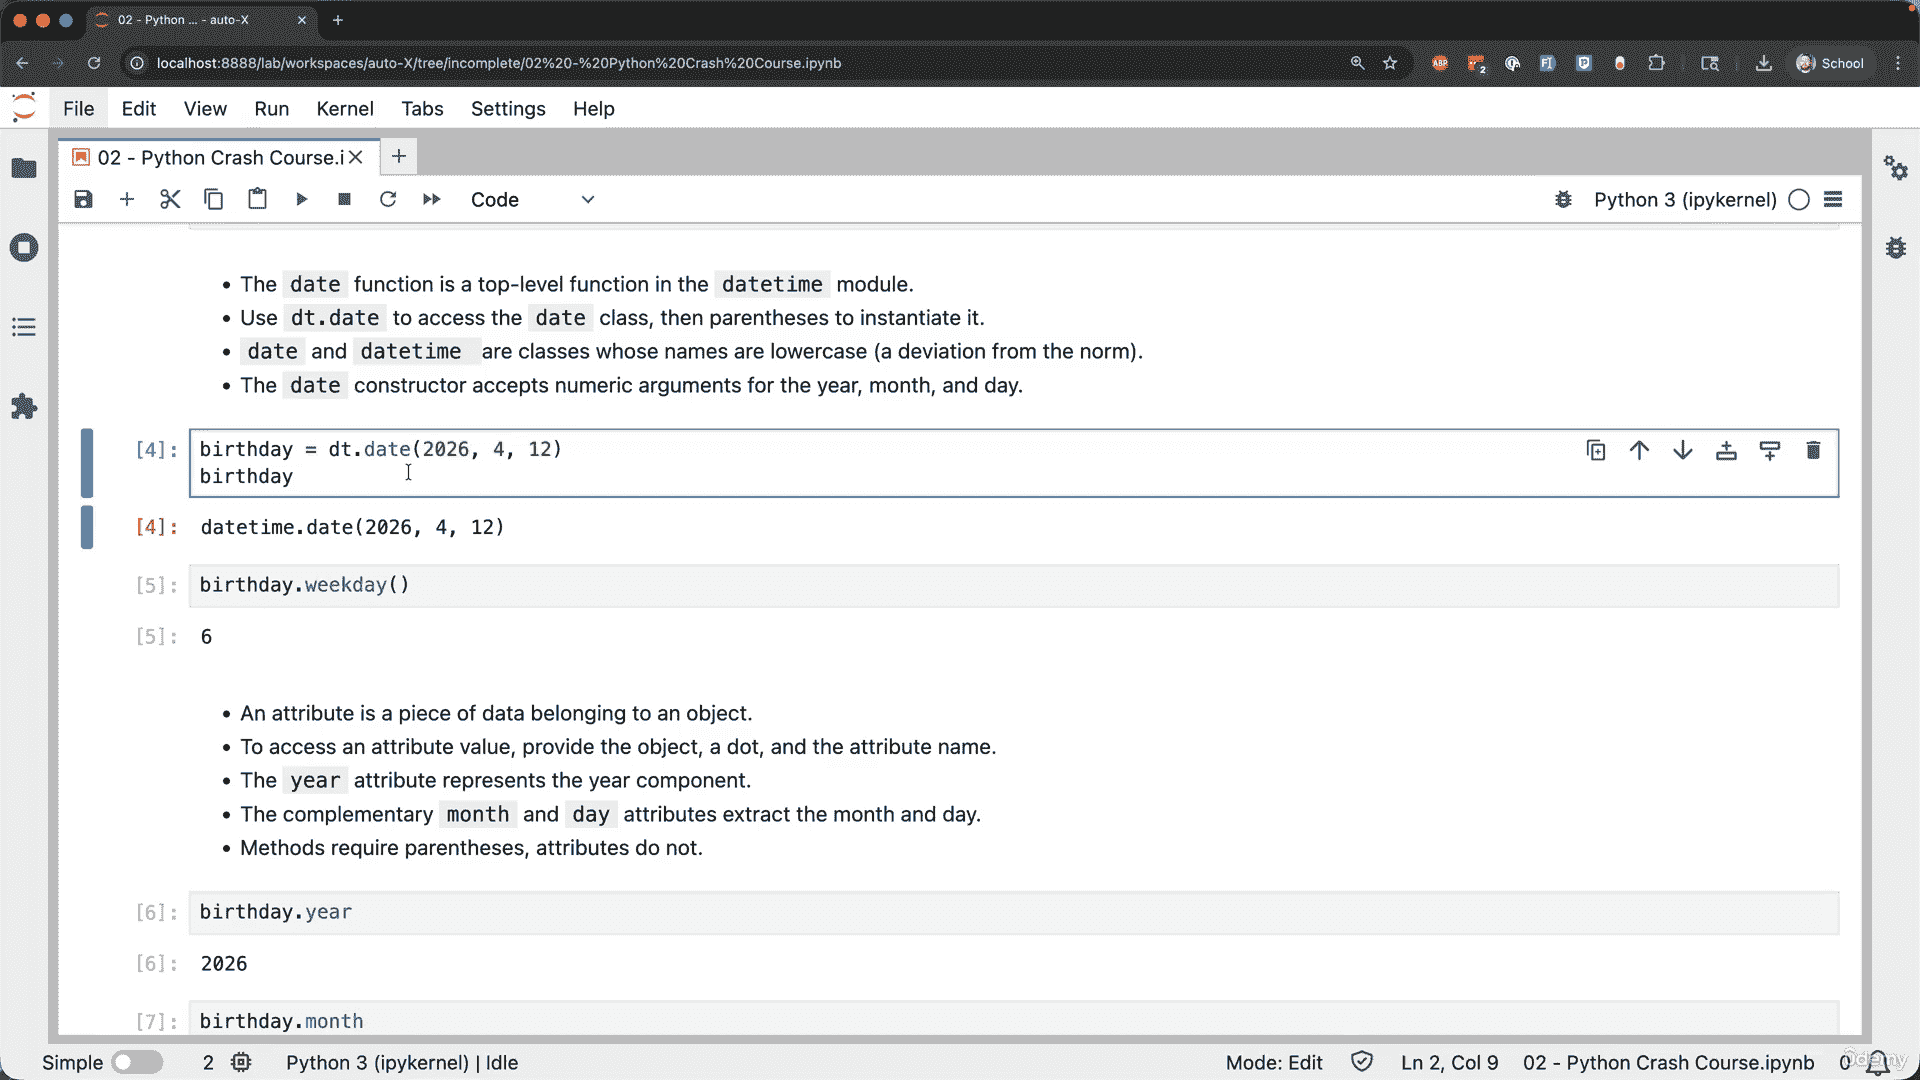 02 - Python ... - auto-X
localhost:8888/lab/workspaces/auto-X/tree/incomplete/02%20-%20Python%20Crash%20Course.ipynb
ABP
2
School
File Edit View Run Kernel Tabs Settings Help
02 - Python Crash Course.i
Code
Python 3 (ipykernel)
• The date function is a top-level function in the datetime module.
• Use dt.date to access the date class, then parentheses to instantiate it.
• date and datetime are classes whose names are lowercase (a deviation from the norm).
• The date constructor accepts numeric arguments for the year, month, and day.
[4]: birthday = dt.date(2026, 4, 12)
birthday
[4]: datetime.date(2026, 4, 12)
[5]: birthday.weekday()
[5]: 6
• An attribute is a piece of data belonging to an object.
• To access an attribute value, provide the object, a dot, and the attribute name.
• The year attribute represents the year component.
• The complementary month and day attributes extract the month and day.
• Methods require parentheses, attributes do not.
[6]: birthday.year
[6]: 2026
[7]: birthday.month
Simple 2 Python 3 (ipykernel) | Idle Mode: Edit Ln 2, Col 9 02 - Python Crash Course.ipynb 0
udemy